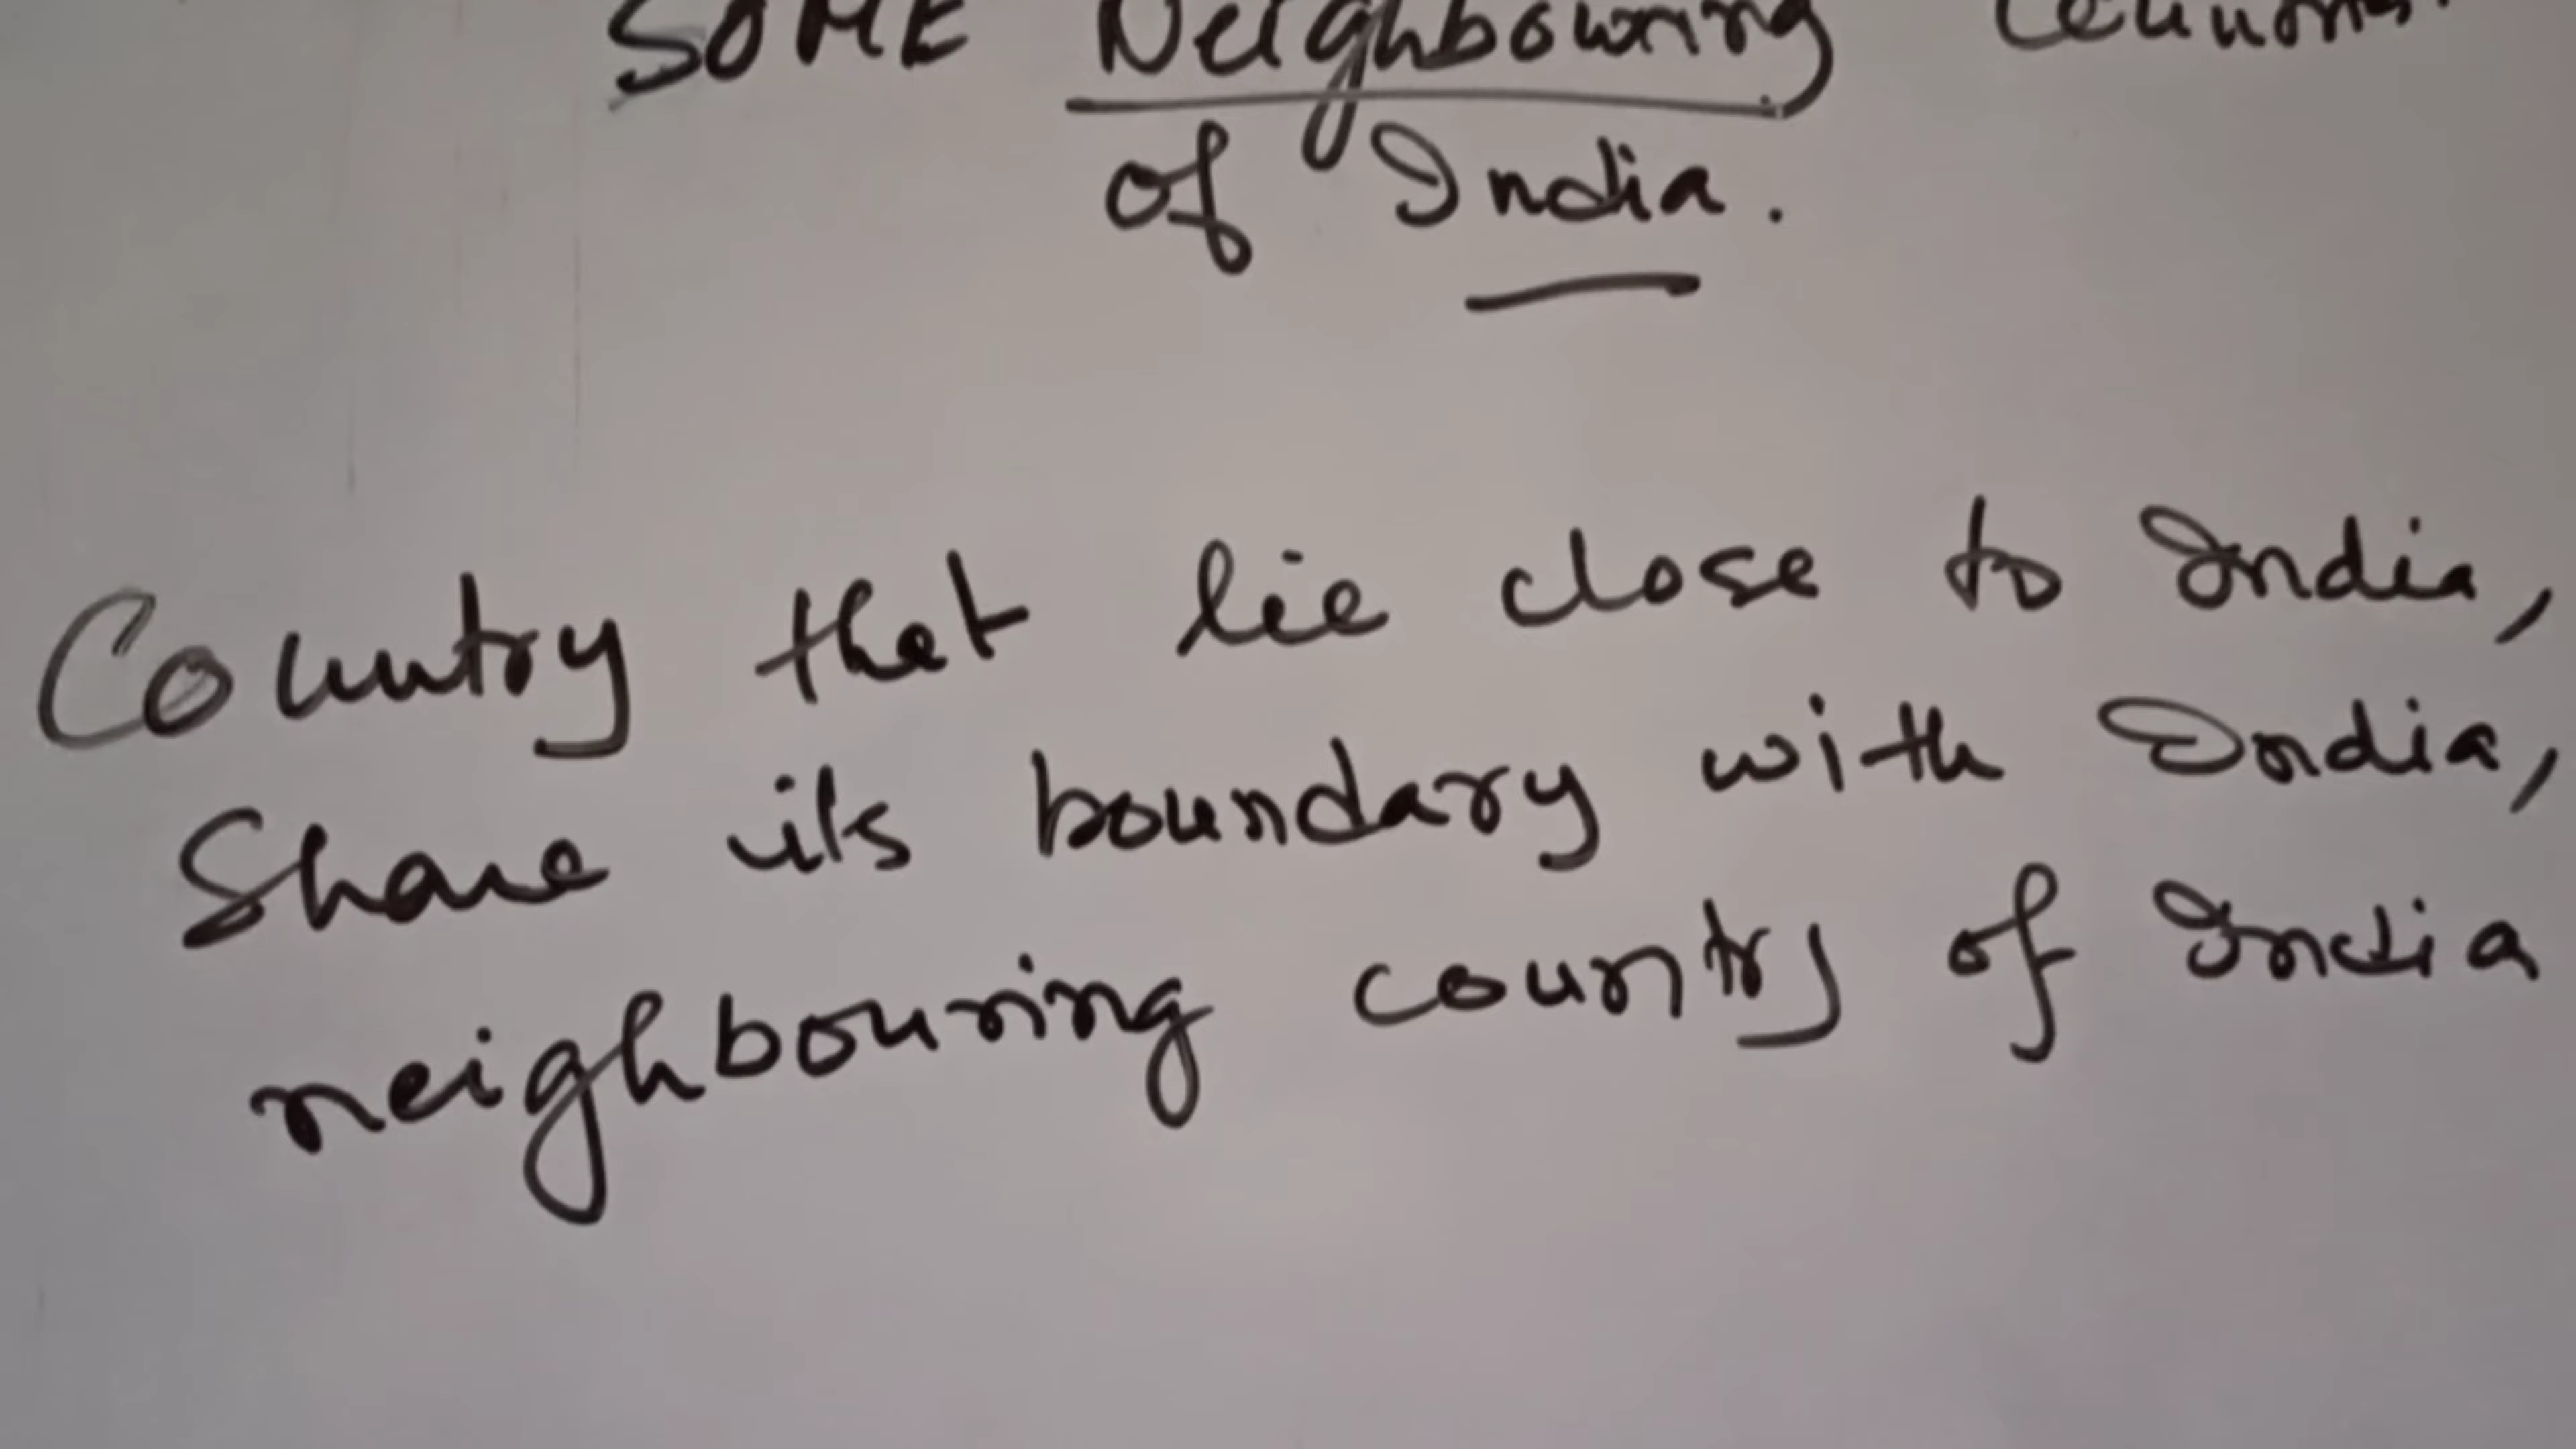 SOME Neighbouring
of India.
Country that lie close to India,
Share its boundary with India,
neighbouring country of India